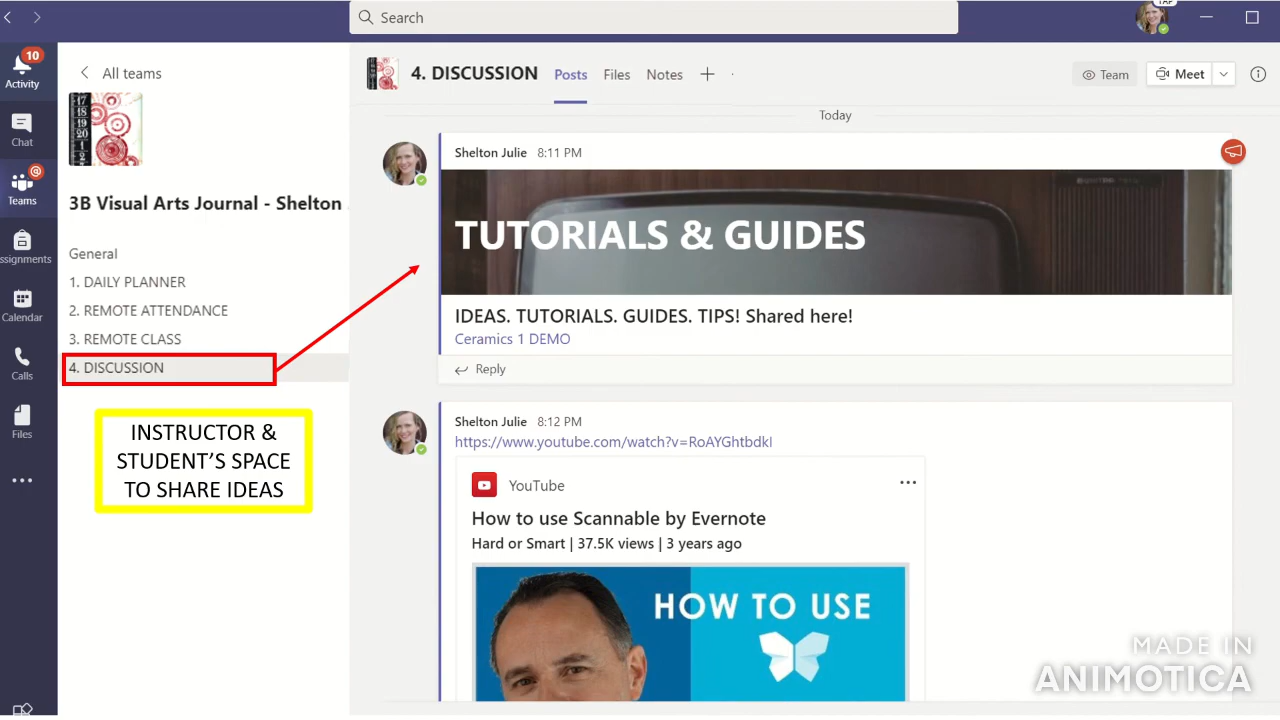 Search
TAP
10
Activity
Chat
@
Teams
ssignments
Calendar
Calls
Files
All teams
17
18
19
20
1
2
3B Visual Arts Journal - Shelton
General
1. DAILY PLANNER
2. REMOTE ATTENDANCE
3. REMOTE CLASS
4. DISCUSSION
INSTRUCTOR &
STUDENT’S SPACE
TO SHARE IDEAS
4. DISCUSSION Posts Files Notes
Team Meet
Today
Shelton Julie 8:11 PM
TUTORIALS & GUIDES
IDEAS. TUTORIALS. GUIDES. TIPS! Shared here!
Ceramics 1 DEMO
Reply
Shelton Julie 8:12 PM
https://www.youtube.com/watch?v=RoAYGhtbdkI
YouTube
How to use Scannable by Evernote
Hard or Smart | 37.5K views | 3 years ago
HOW TO USE
MADE IN
ANIMOTICA